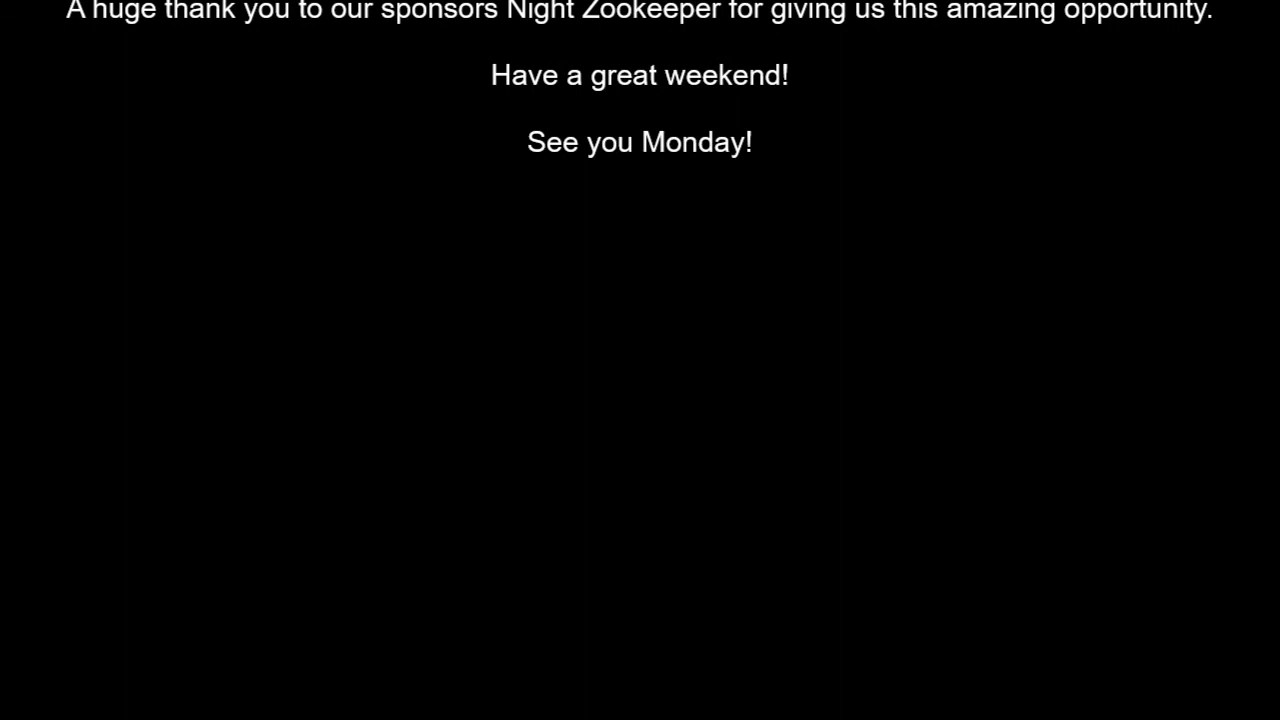 A huge thank you to our sponsors Night Zookeeper for giving us this amazing opportunity.
Have a great weekend!
See you Monday!